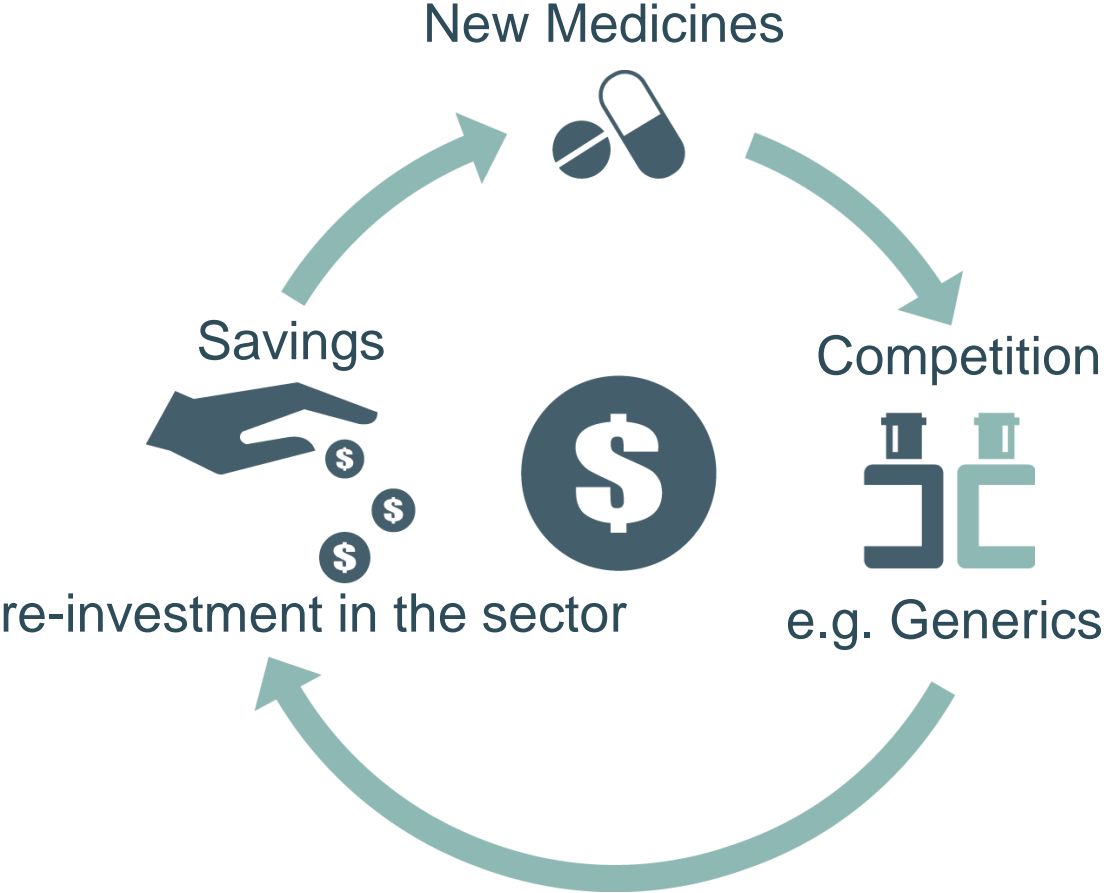 New Medicines
Savings
Competition
$
$
$
$
re-investment in the sector
e.g. Generics